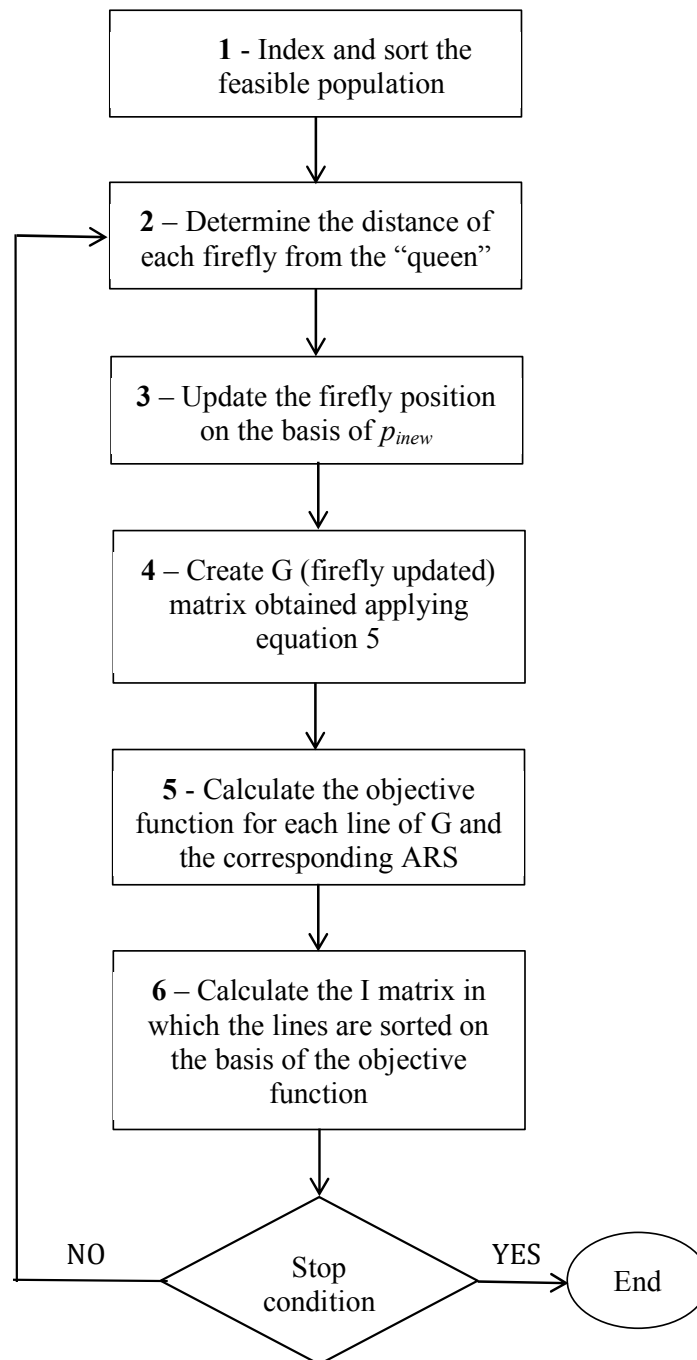 1 - Index and sort the
feasible population
2 – Determine the distance of
each firefly from the “queen”
3 – Update the firefly position
on the basis of pinew
4 – Create G (firefly updated)
matrix obtained applying
equation 5
5 - Calculate the objective
function for each line of G and
the corresponding ARS
6 – Calculate the I matrix in
which the lines are sorted on
the basis of the objective
function
NO
Stop
condition
YES
End